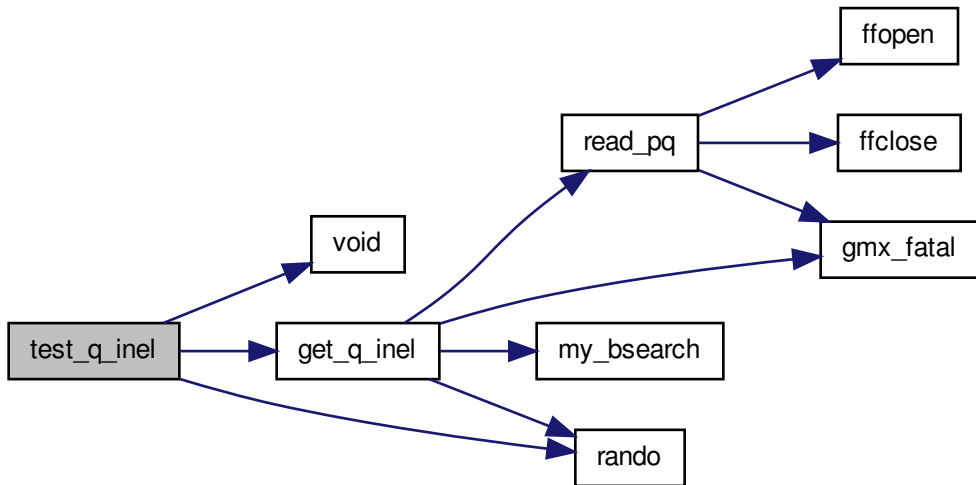 ffopen
read_pq
ffclose
void
gmx_fatal
test_q_inel
get_q_inel
my_bsearch
rando